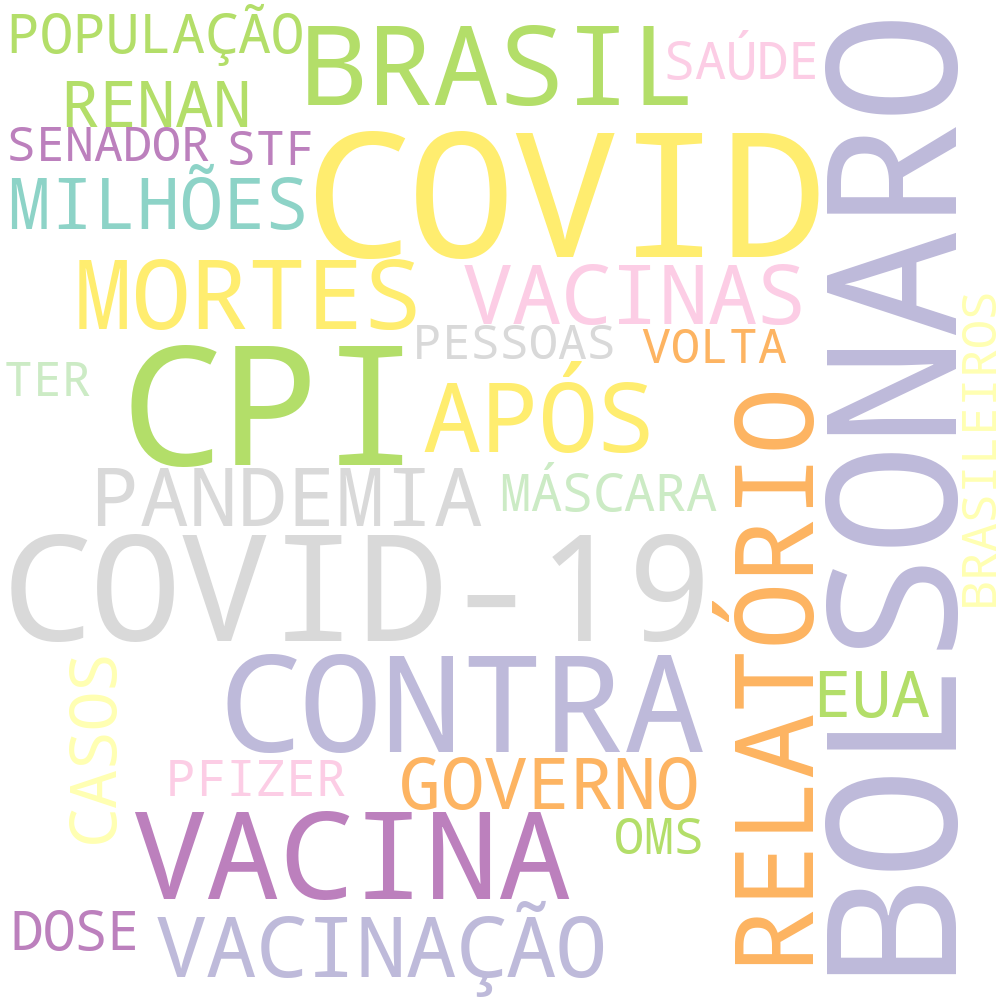 POPULAÇÃO
BRASIL
SAÚDE
RENAN
SENADOR
STF
COVID
BOLSONARO
MILHÕES
MORTES
VACINAS
PESSOAS
VOLTA
BRASILEIROS
TER
CPI
APÓS
RELATÓRIO
PANDEMIA
MÁSCARA
COVID-19
CONTRA
CASOS
EUA
PFIZER
GOVERNO
VACINA
OMS
DOSE
VACINAÇÃO